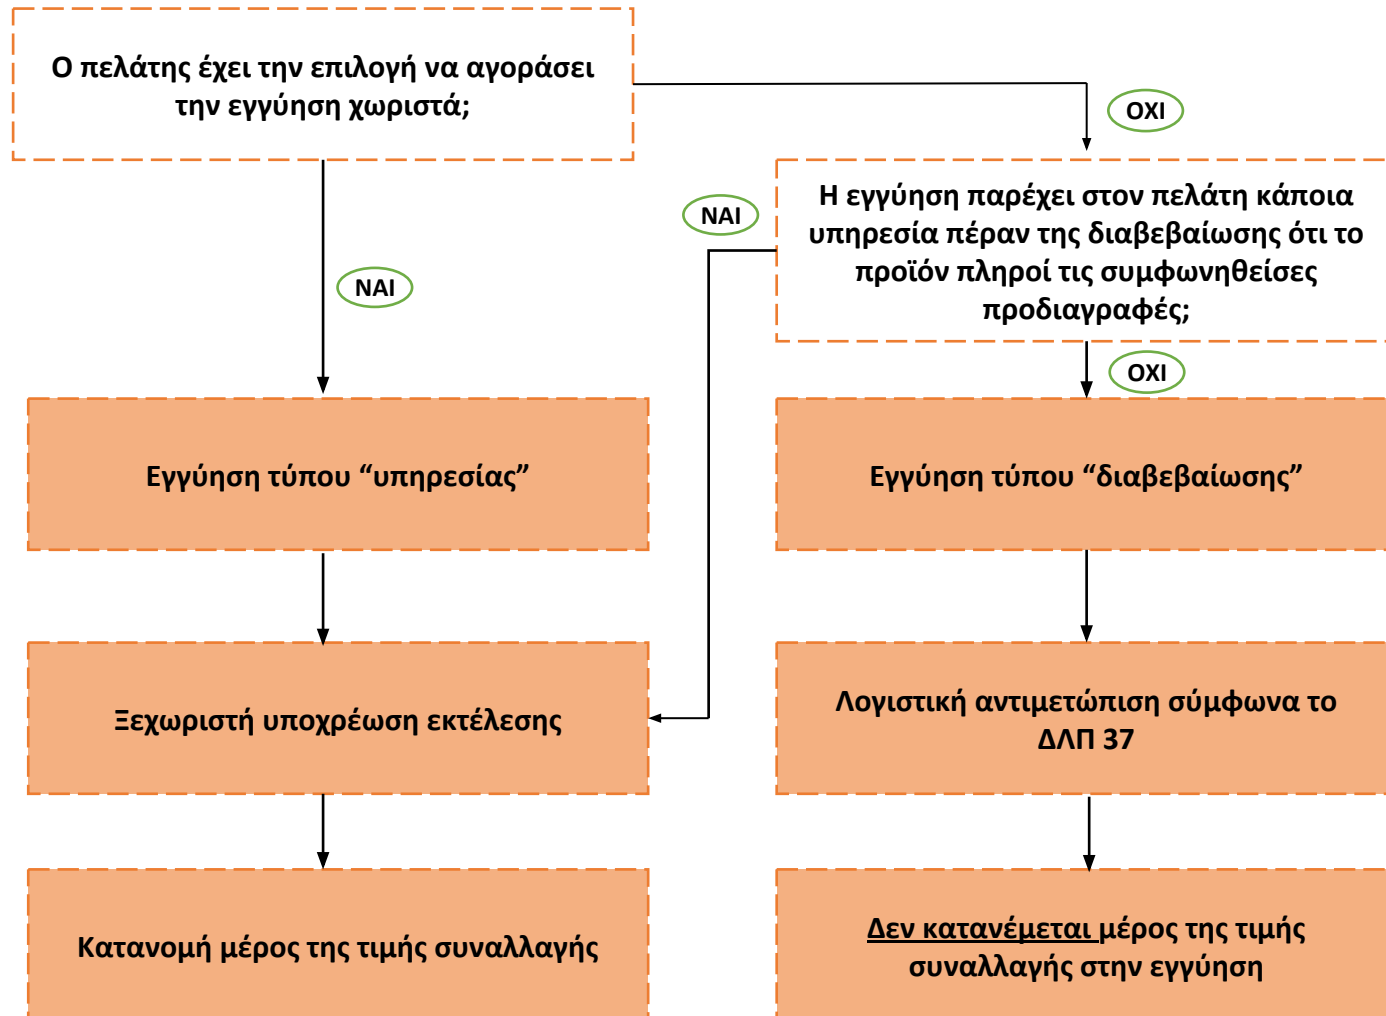 Ο πελάτης έχει την επιλογή να αγοράσει
την εγγύηση χωριστά;
ΟΧΙ
ΝΑΙ
Η εγγύηση παρέχει στον πελάτη κάποια
υπηρεσία πέραν της διαβεβαίωσης ότι το
προϊόν πληροί τις συμφωνηθείσες
προδιαγραφές;
ΝΑΙ
ΟΧΙ
Εγγύηση τύπου “υπηρεσίας”
Εγγύηση τύπου “διαβεβαίωσης”
Ξεχωριστή υποχρέωση εκτέλεσης
Λογιστική αντιμετώπιση σύμφωνα το
ΔΛΠ 37
Κατανομή μέρος της τιμής συναλλαγής
Δεν κατανέμεται μέρος της τιμής
συναλλαγής στην εγγύηση